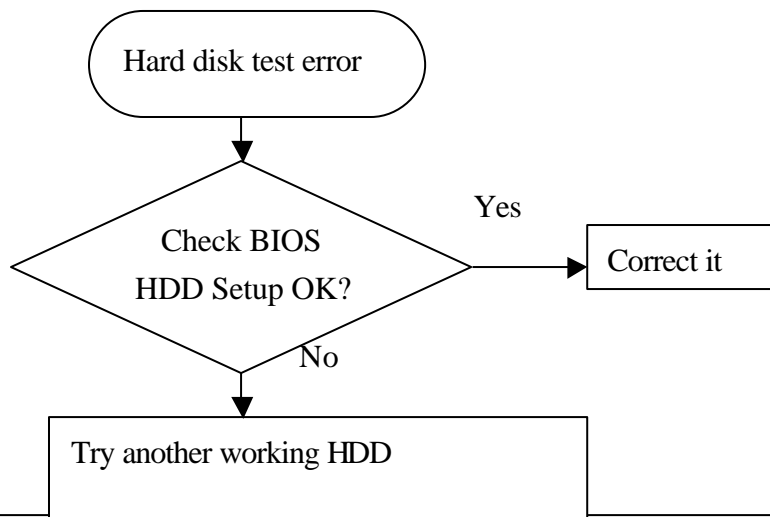 Hard disk test error
Yes
Check BIOS
HDD Setup OK?
Correct it
No
Try another working HDD